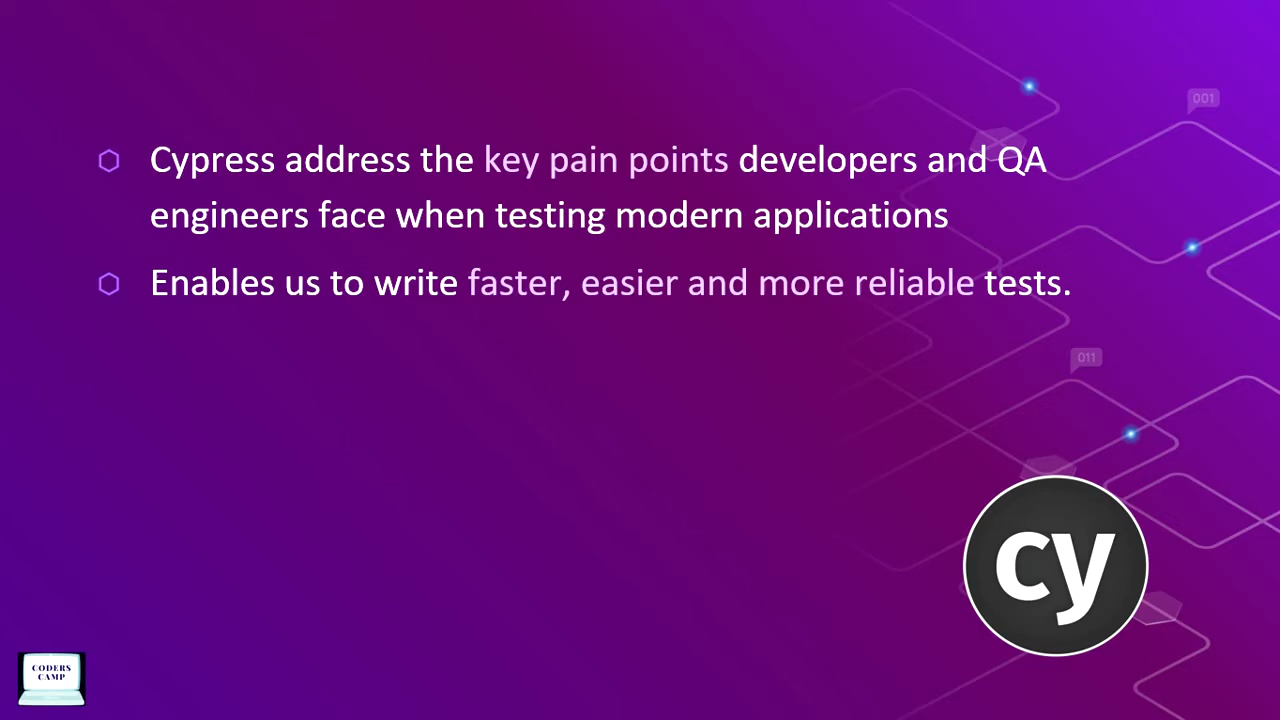 001
Cypress address the key pain points developers and QA
engineers face when testing modern applications
Enables us to write faster, easier and more reliable tests.
011
cy
CODERS
CAMP